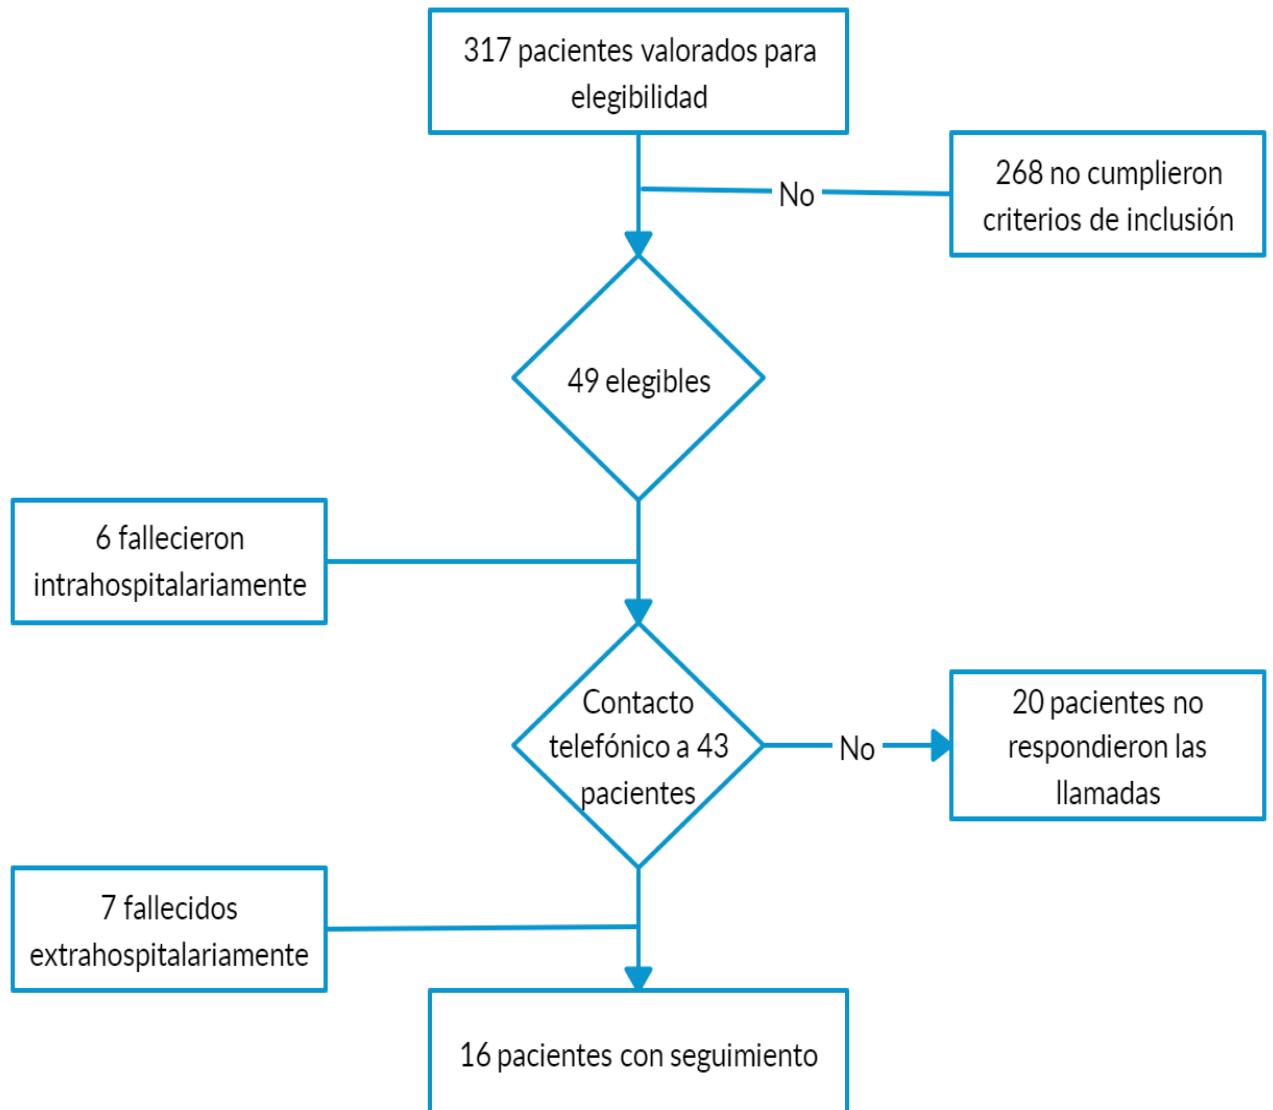 317 pacientes valorados para
elegibilidad
268 no cumplieron
criterios de inclusión
No
49 elegibles
6 fallecieron
intrahospitalariamente
Contacto
telefónico a 43
pacientes
No
20 pacientes no
respondieron las
llamadas
7 fallecidos
extrahospitalariamente
16 pacientes con seguimiento